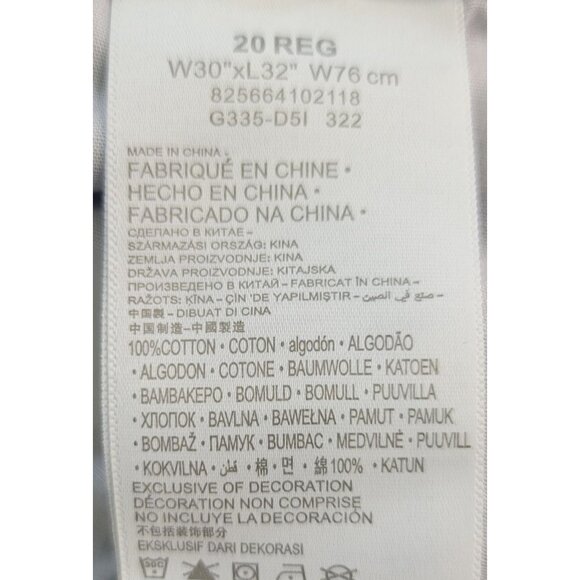 20 REG
W30"xL32" W76 cm
825664102118
G335-D5I 322
MADE IN CHINA -
FABRIQUÉ EN CHINE •
HECHO EN CHINA •
FABRICADO NA CHINA •
СДЕЛАНО В КИТАЕ –
SZÁRMAZÁSI ORSZÁG: KINA
ZEMLJA PROIZVODNJE: KINA
DRŽAVA PROIZVODNJE: KITAJSKA
ПРОИЗВЕДЕНО В КИТАЙ – FABRICAT ÎN CHINA –
RAŽOTS: ĶĪNA – ÇİN 'DE YAPILMIŞTIR – صنع في الصين –
中国製 – DIBUAT DI CINA
中国制造–中國製造
100%COTTON • COTON • algodón • ALGODÃO
• ALGODON • COTONE • BAUMWOLLE • KATOEN
• ΒΑΜΒΑΚΕΡΟ • BOMULD • BOMULL • PUUVILLA
• ХЛОПОК • BAVLNA • BAWEŁNA • PAMUT • PAMUK
• BOMBAŽ • ПАМУК • BUMBAC • MEDVILNĖ • PUUVILL
• KOKVILNA • قطن • 棉 • 면 • 綿100% • KATUN
EXCLUSIVE OF DECORATION
DÉCORATION NON COMPRISE
NO INCLUYE LA DECORACIÓN
不包括装饰部分
EKSKLUSIF DARI DEKORASI
30C